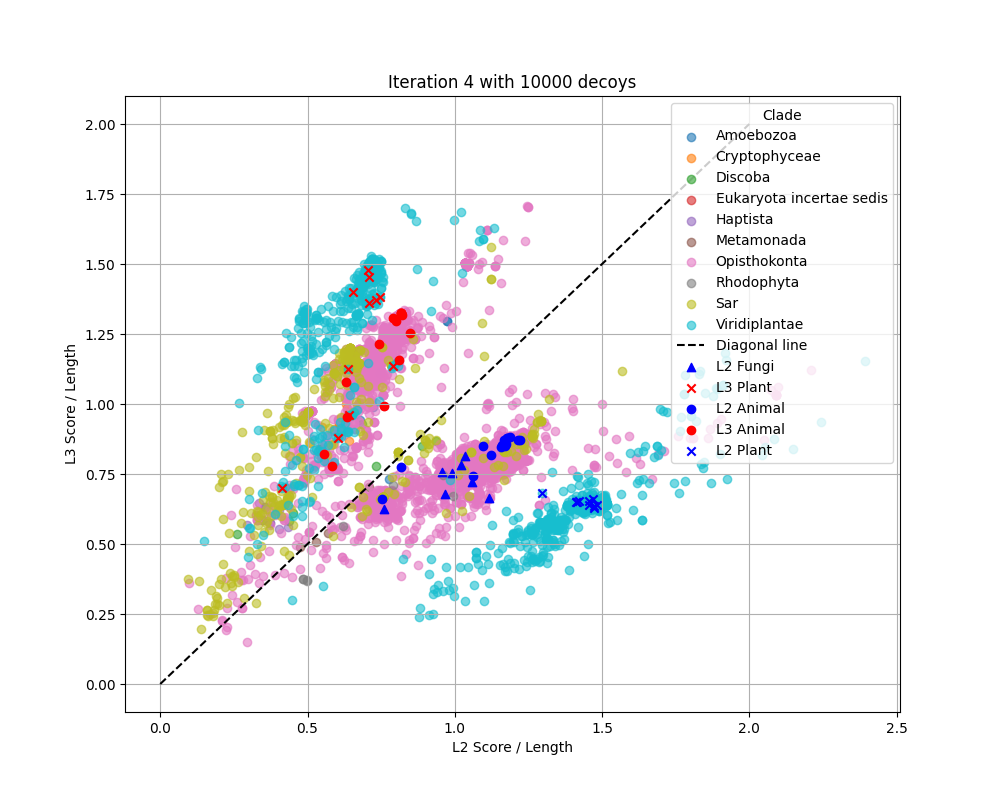 Iteration 4 with 10000 decoys
L3 Score / Length
2.00
1.75
1.50
1.25
1.00
0.75
0.50
0.25
0.00
0.0
0.5
1.0
1.5
2.0
2.5
L2 Score / Length
Clade
Amoebozoa
Cryptophyceae
Discoba
Eukaryota incertae sedis
Haptista
Metamonada
Opisthokonta
Rhodophyta
Sar
Viridiplantae
Diagonal line
L2 Fungi
L3 Plant
L2 Animal
L3 Animal
L2 Plant